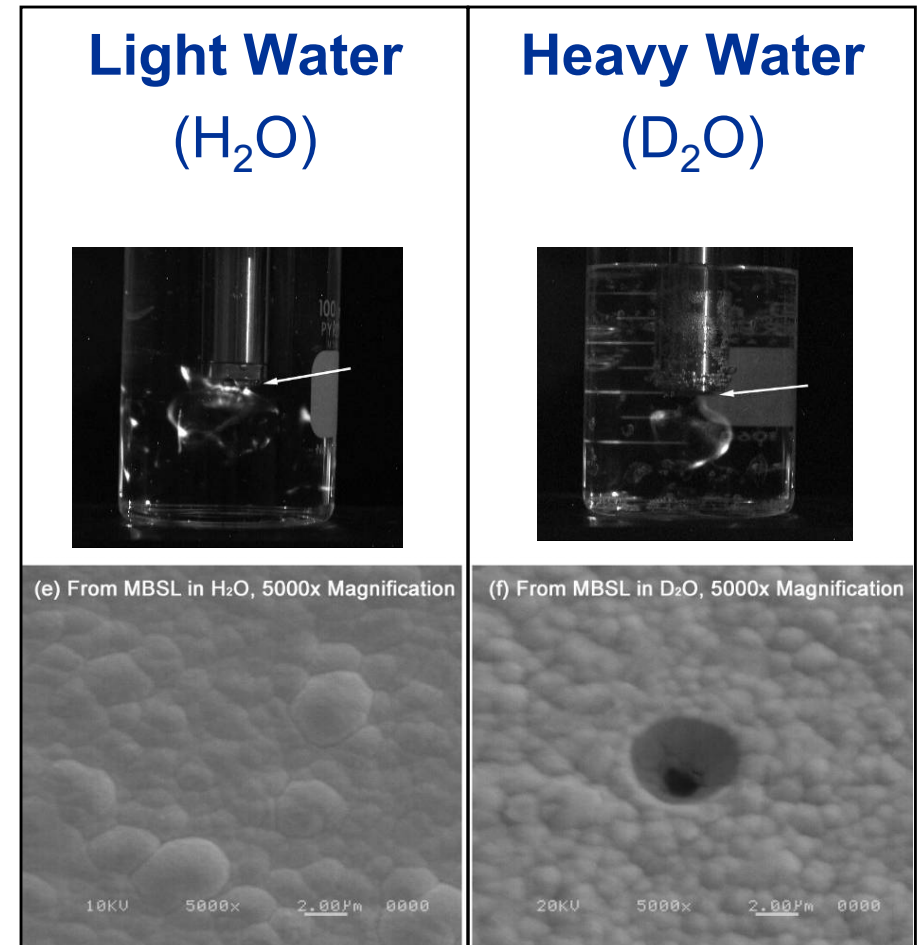 Light Water
(H₂O)
Heavy Water
(D₂O)
100
(e) From MBSL in H₂O, 5000x Magnification
10KV 5000x 2.00µm 0000
(f) From MBSL in D₂O, 5000x Magnification
20KV 5000x 2.00µm 0000